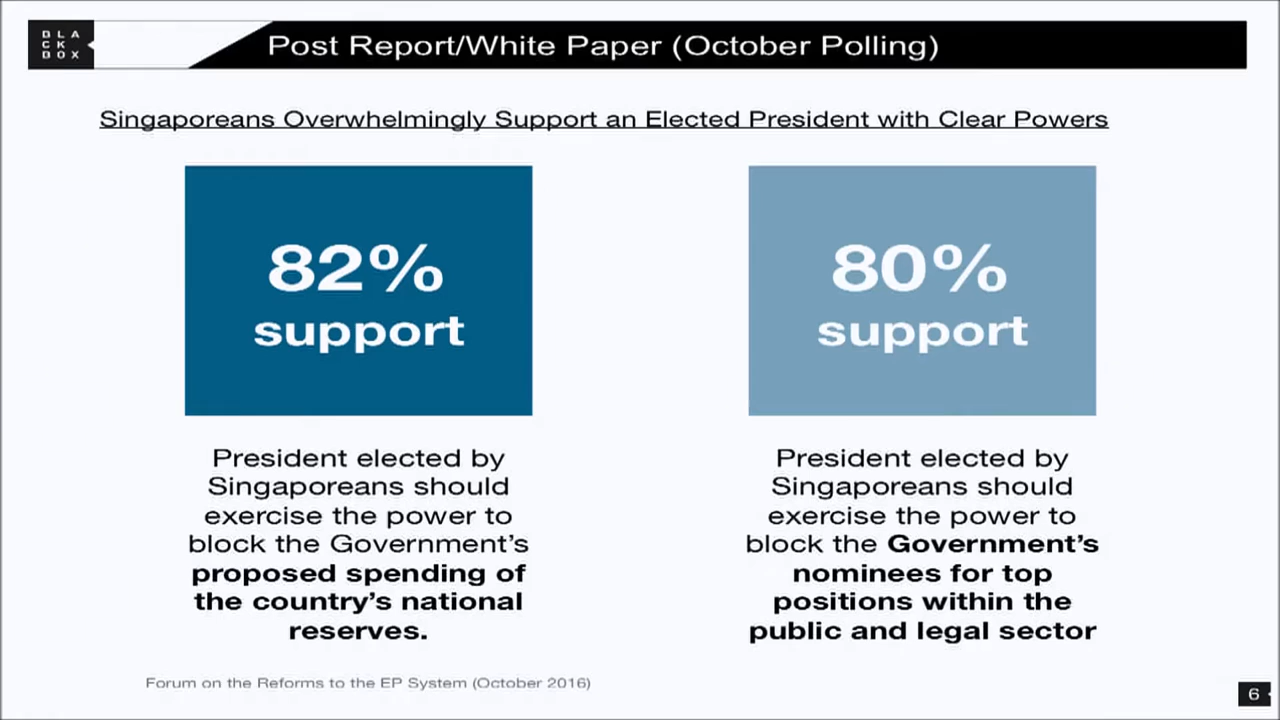 BLA
CK
BOX
Post Report/White Paper (October Polling)
Singaporeans Overwhelmingly Support an Elected President with Clear Powers
82%
support
President elected by
Singaporeans should
exercise the power to
block the Government's
proposed spending of
the country's national
reserves.
80%
support
President elected by
Singaporeans should
exercise the power to
block the Government's
nominees for top
positions within the
public and legal sector
Forum on the Reforms to the EP System (October 2016)
6